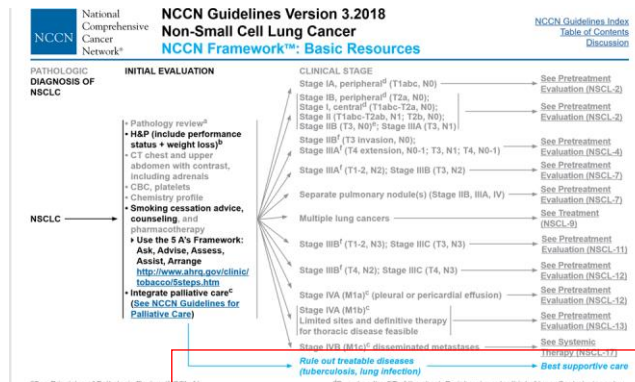 National
Comprehensive
Cancer
Network®
NCCN
NCCN Guidelines Version 3.2018
Non-Small Cell Lung Cancer
NCCN Framework™: Basic Resources
NCCN Guidelines Index
Table of Contents
Discussion
PATHOLOGIC
DIAGNOSIS OF
NSCLC
INITIAL EVALUATION
CLINICAL STAGE
NSCLC
• Pathology reviewª
• H&P (include performance
status + weight loss)ᵇ
• CT chest and upper
abdomen with contrast,
including adrenals
• CBC, platelets
• Chemistry profile
• Smoking cessation advice,
counseling, and
pharmacotherapy
Use the 5 A's Framework:
Ask, Advise, Assess,
Assist, Arrange
http://www.ahrq.gov/clinic/
tobacco/5steps.htm
• Integrate palliative careᶜ
(See NCCN Guidelines for
Palliative Care)
Stage IA, peripheralᵈ (T1abc, N0)
See Pretreatment
Evaluation (NSCL-2)
Stage IB, peripheralᵈ (T2a, N0);
Stage I, centralᵈ (T1abc-T2a, N0);
Stage II (T1abc-T2ab, N1; T2b, N0);
Stage IIB (T3, N0)ᵉ; Stage IIIA (T3, N1)
See Pretreatment
Evaluation (NSCL-2)
Stage IIBᶠ (T3 invasion, N0);
Stage IIIAᶠ (T4 extension, N0-1; T3, N1; T4, N0-1)
See Pretreatment
Evaluation (NSCL-4)
Stage IIIAᶠ (T1-2, N2); Stage IIIB (T3, N2)
See Pretreatment
Evaluation (NSCL-7)
Separate pulmonary nodule(s) (Stage IIB, IIIA, IV)
See Pretreatment
Evaluation (NSCL-7)
Multiple lung cancers
See Treatment
(NSCL-9)
Stage IIIBᶠ (T1-2, N3); Stage IIIC (T3, N3)
See Pretreatment
Evaluation (NSCL-11)
Stage IIIBᶠ (T4, N2); Stage IIIC (T4, N3)
See Pretreatment
Evaluation (NSCL-12)
Stage IVA (M1a)ᶜ (pleural or pericardial effusion)
See Pretreatment
Evaluation (NSCL-12)
Stage IVA (M1b)ᶜ
Limited sites and definitive therapy
for thoracic disease feasible
See Pretreatment
Evaluation (NSCL-13)
Stage IVB (M1c)ᶜ disseminated metastases
See Systemic
Therapy (NSCL-17)
Rule out treatable diseases
(tuberculosis, lung infection)
Best supportive care